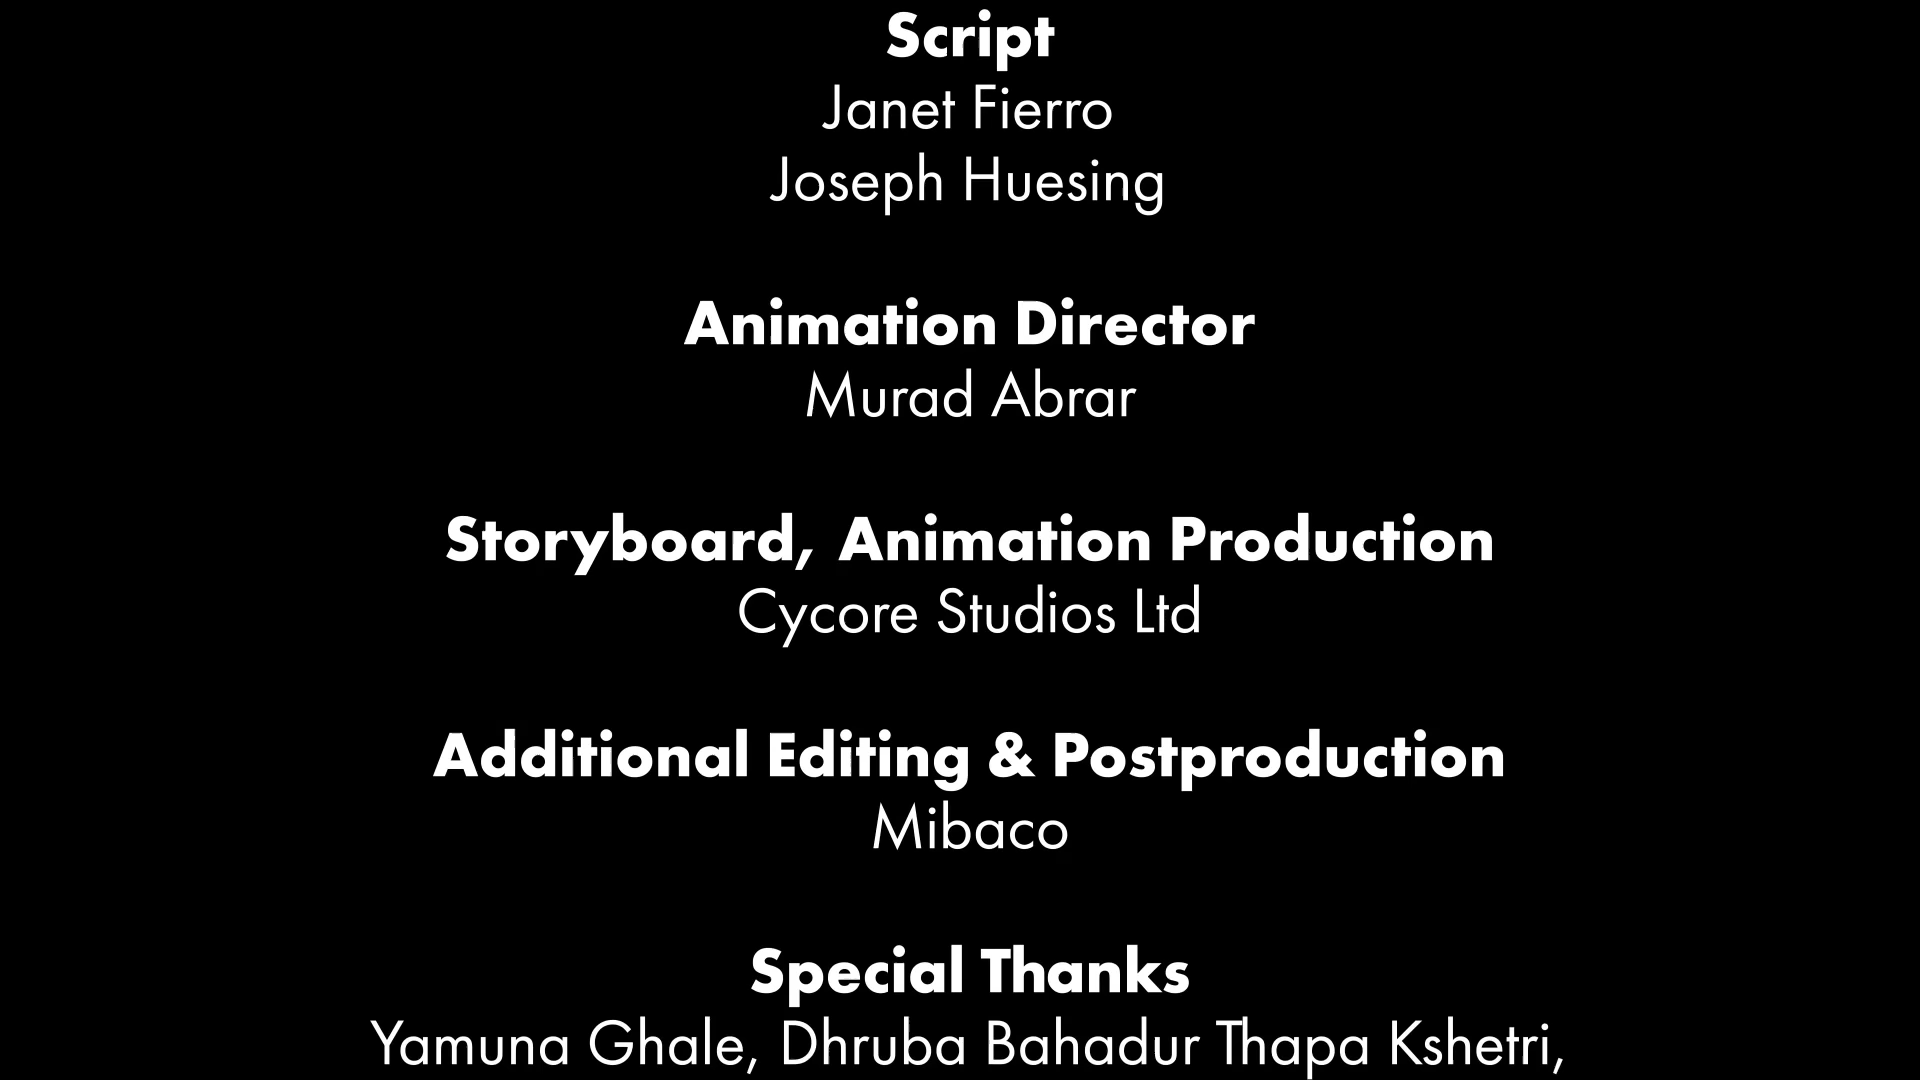 Script
Janet Fierro
Joseph Huesing
Animation Director
Murad Abrar
Storyboard, Animation Production
Cycore Studios Ltd
Additional Editing & Postproduction
Mibaco
Special Thanks
Yamuna Ghale, Dhruba Bahadur Thapa Kshetri,